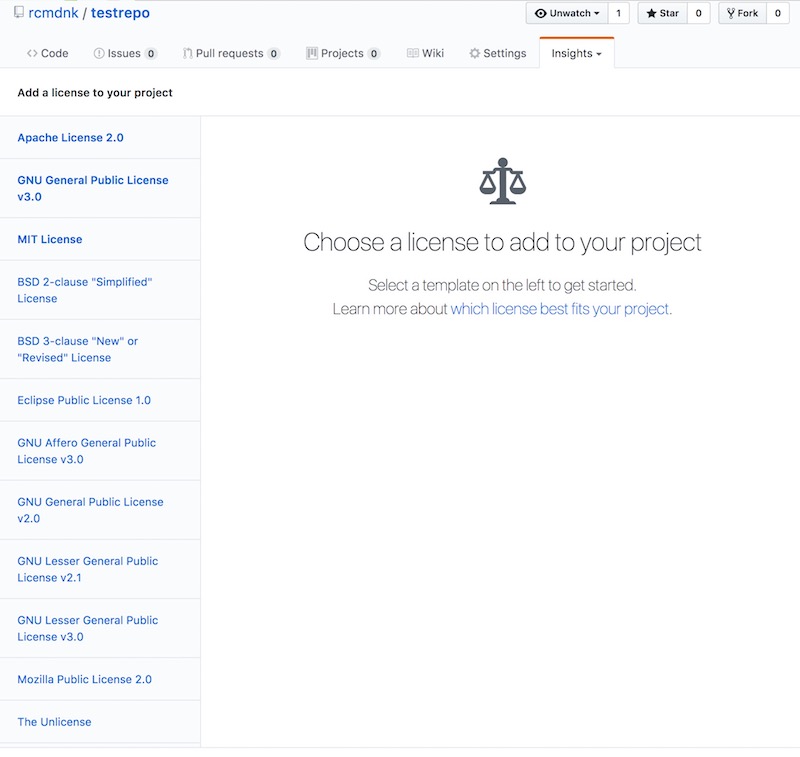 rcmdnk / testrepo
Unwatch 1 Star 0 Fork 0
Code Issues 0 Pull requests 0 Projects 0 Wiki Settings Insights
Add a license to your project
Apache License 2.0
GNU General Public License
v3.0
MIT License
BSD 2-clause "Simplified"
License
BSD 3-clause "New" or
"Revised" License
Eclipse Public License 1.0
GNU Affero General Public
License v3.0
GNU General Public License
v2.0
GNU Lesser General Public
License v2.1
GNU Lesser General Public
License v3.0
Mozilla Public License 2.0
The Unlicense
Choose a license to add to your project
Select a template on the left to get started.
Learn more about which license best fits your project.